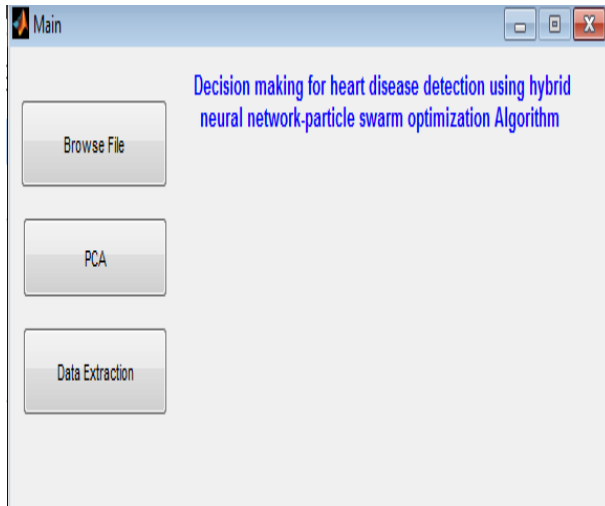 Main
Decision making for heart disease detection using hybrid
neural network-particle swarm optimization Algorithm
Browse File
PCA
Data Extraction